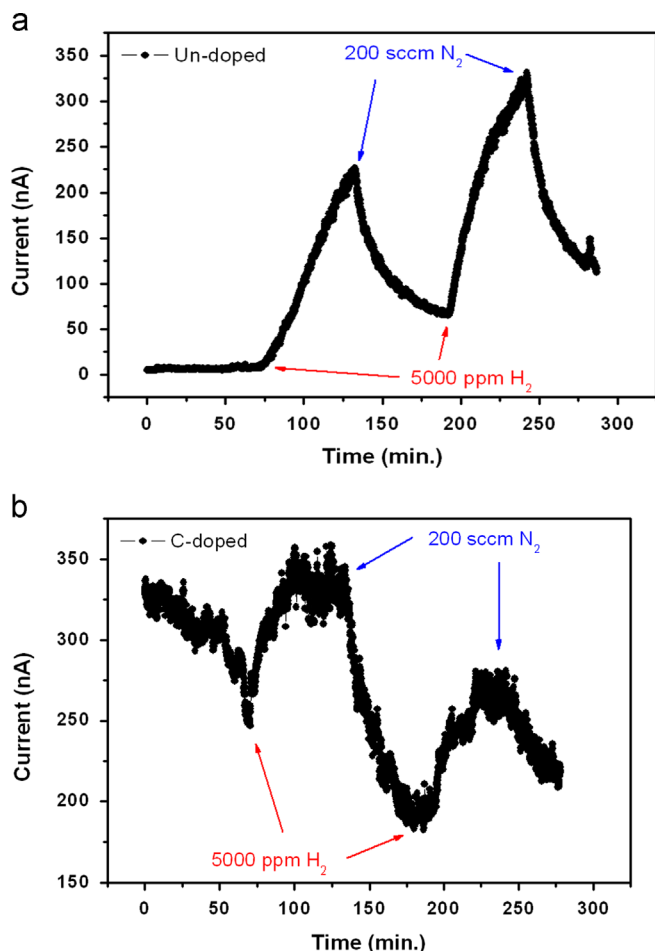 a
350
300
250
200
150
100
50
0
Current (nA)
Un-doped
200 sccm N2
5000 ppm H2
0 50 100 150 200 250 300
Time (min.)
b
350
300
250
200
150
Current (nA)
C-doped
200 sccm N2
5000 ppm H2
0 50 100 150 200 250 300
Time (min.)